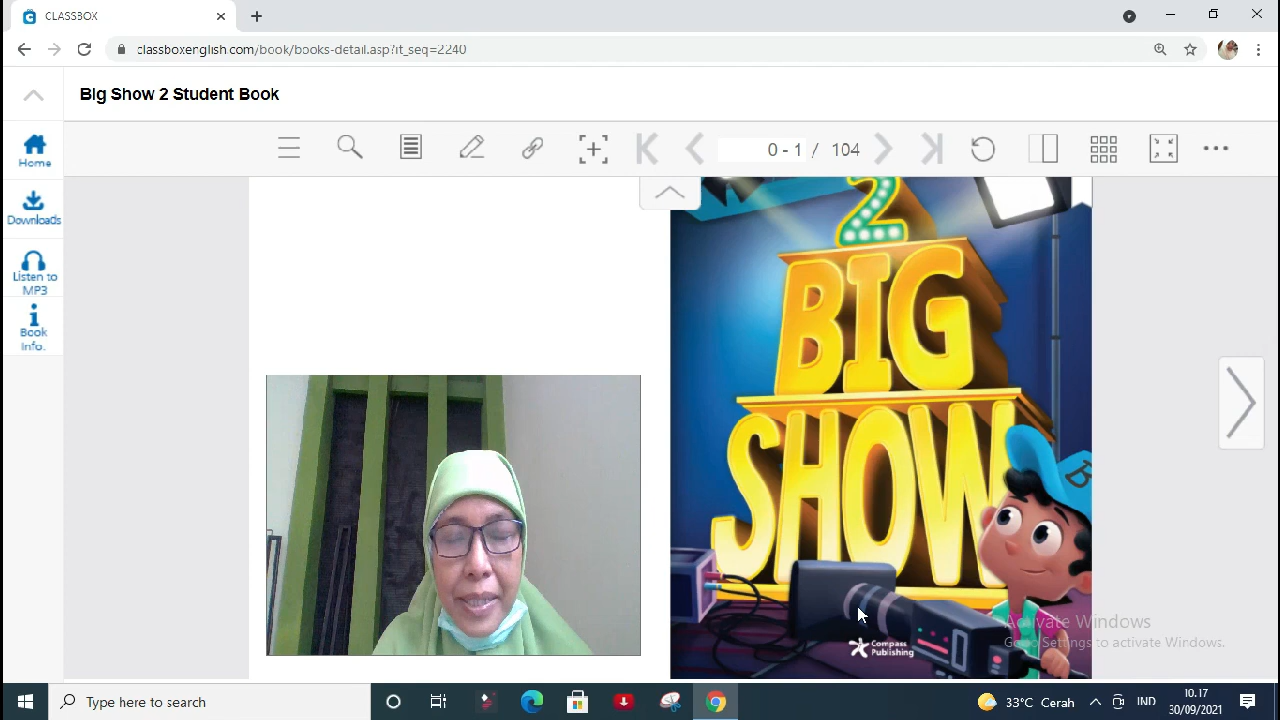 CLASSBOX
classboxenglish.com/book/books-detail.asp?it_seq=2240
Big Show 2 Student Book
Home
Downloads
Listen to
MP3
Book
Info.
0 - 1 / 104
2
BIG
SHOW
B
Compass
Publishing
Activate Windows
Go to Settings to activate Windows.
Type here to search
33°C Cerah
IND
10.17
30/09/2021